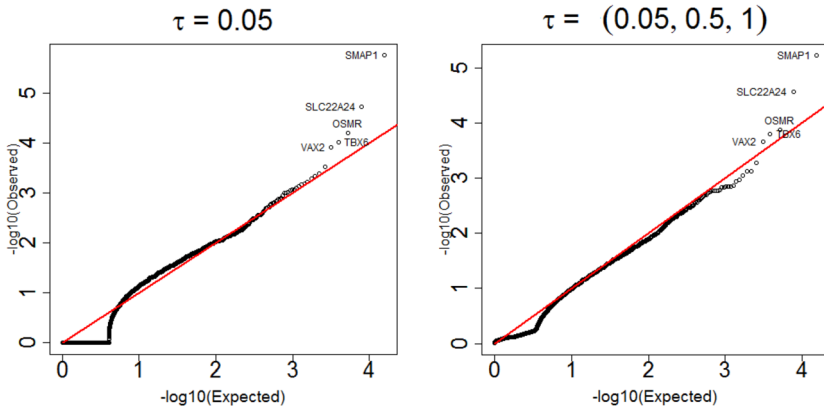 τ = 0.05
SMAP1
SLC22A24
OSMR
VAX2
TBX6
-log10(Observed)
5
4
3
2
1
0
0
1
2
3
4
-log10(Expected)
τ = (0.05, 0.5, 1)
SMAP1
SLC22A24
OSMR
VAX2
TBX6
-log10(Observed)
5
4
3
2
1
0
0
1
2
3
4
-log10(Expected)